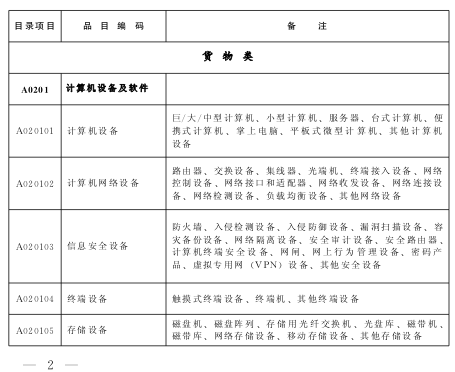 目录项目 品目编码 备注
货物类
A0201 计算机设备及软件
巨/大/中型计算机、小型计算机、服务器、台式计算机、便
A020101 计算机设备 携式计算机、掌上电脑、平板式微型计算机、其他计算机
设备
路由器、交换设备、集线器、光端机、终端接入设备、网络
A020102 计算机网络设备 控制设备、网络接口和适配器、网络收发设备、网络连接设
备、网络检测设备、负载均衡设备、其他网络设备
防火墙、入侵检测设备、入侵防御设备、漏洞扫描设备、容
灾备份设备、网络隔离设备、安全审计设备、安全路由器、
A020103 信息安全设备 计算机终端安全设备、网闸、网上行为管理设备、密码产
品、虚拟专用网（VPN）设备、其他安全设备
A020104 终端设备 触摸式终端设备、终端机、其他终端设备
磁盘机、磁盘阵列、存储用光纤交换机、光盘库、磁带机、
A020105 存储设备 磁带库、网络存储设备、移动存储设备、其他存储设备
— 2 —